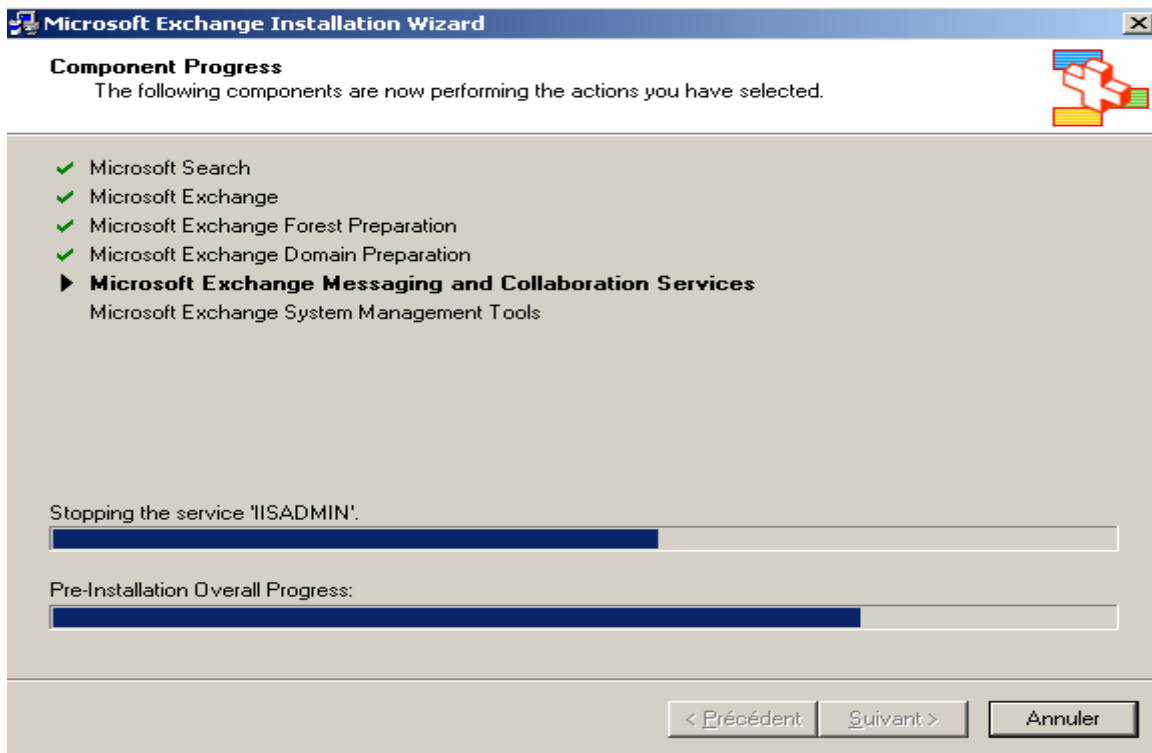 Microsoft Exchange Installation Wizard
Component Progress
The following components are now performing the actions you have selected.
Microsoft Search
Microsoft Exchange
Microsoft Exchange Forest Preparation
Microsoft Exchange Domain Preparation
Microsoft Exchange Messaging and Collaboration Services
Microsoft Exchange System Management Tools
Stopping the service 'IISADMIN'.
Pre-Installation Overall Progress:
< Précédent
Suivant >
Annuler